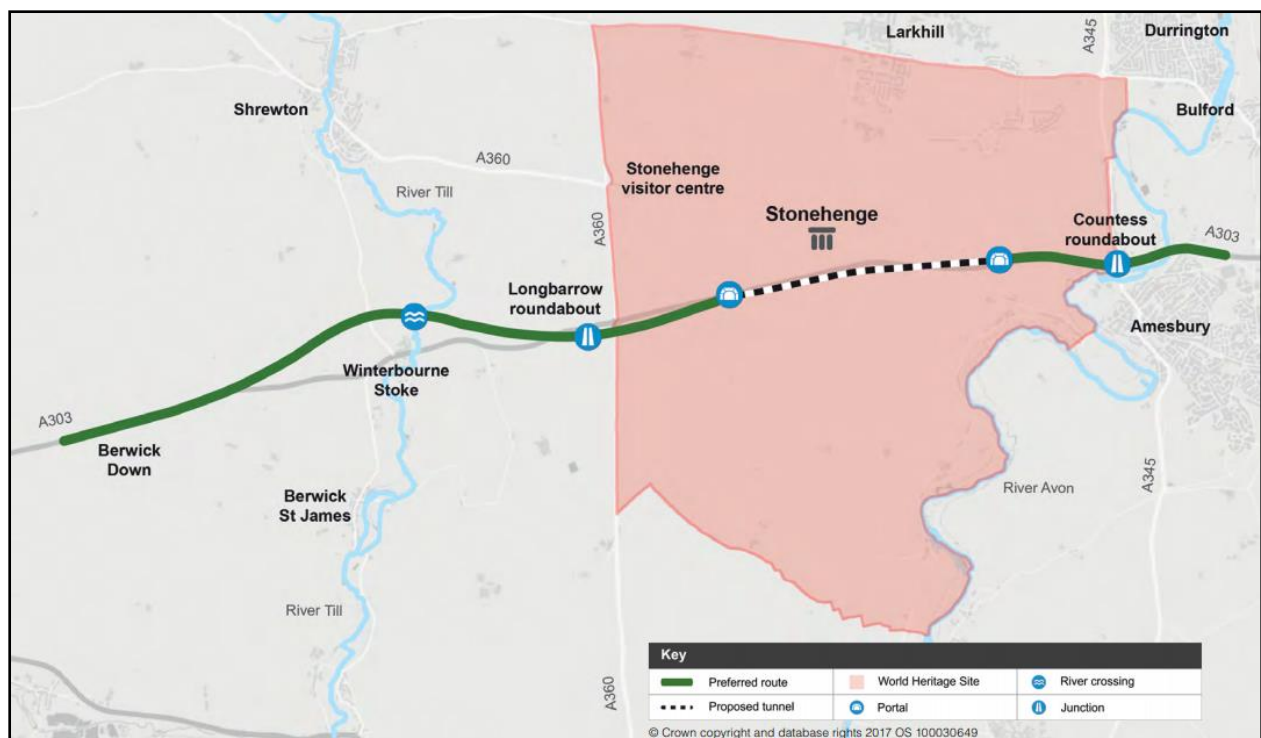 Larkhill
A345
Durrington
Shrewton
Bulford
A360
Stonehenge
visitor centre
River Till
Stonehenge
A360
Countess
roundabout
A303
Longbarrow
roundabout
Amesbury
Winterbourne
Stoke
A303
Berwick
Down
Berwick
St James
A345
River Avon
River Till
A360
Key
Preferred route
World Heritage Site
River crossing
Proposed tunnel
Portal
Junction
© Crown copyright and database rights 2017 OS 100030649